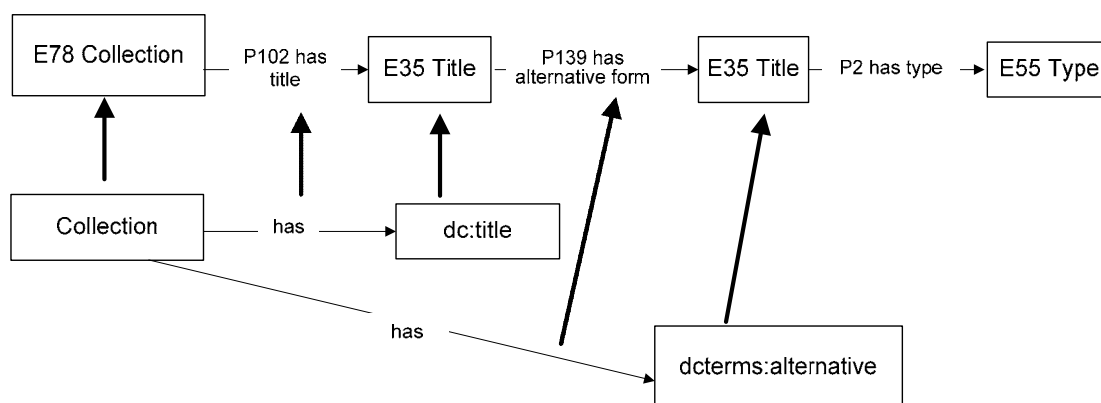 E78 Collection
P102 has
title
E35 Title
P139 has
alternative form
E35 Title
P2 has type
E55 Type
Collection
has
dc:title
has
dcterms:alternative